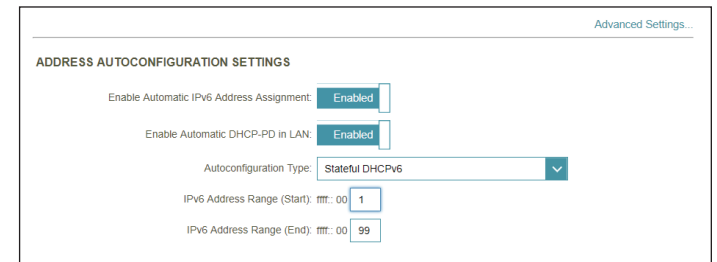 Advanced Settings...
ADDRESS AUTOCONFIGURATION SETTINGS
Enable Automatic IPv6 Address Assignment: Enabled
Enable Automatic DHCP-PD in LAN: Enabled
Autoconfiguration Type: Stateful DHCPv6
IPv6 Address Range (Start): ffff:: 00 1
IPv6 Address Range (End): ffff:: 00 99